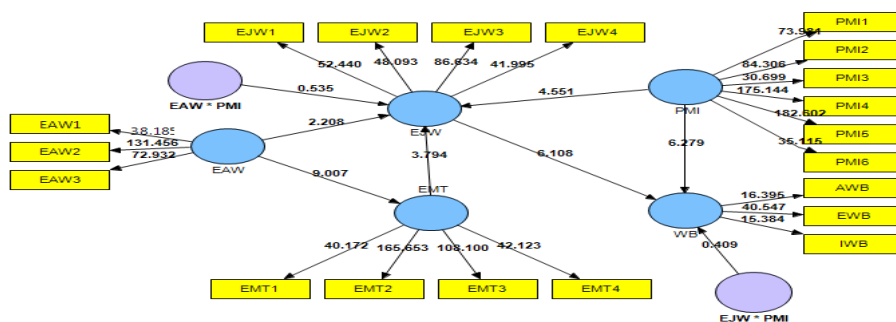 EJW1
EJW2
EJW3
EJW4
PMI1
PMI2
PMI3
PMI4
PMI5
PMI6
52.440
48.093
86.634
41.995
73.981
84.306
30.699
175.144
182.602
35.115
EAW * PMI
0.535
EJW
4.551
PMI
EAW1
EAW2
EAW3
38.185
131.456
72.932
EAW
2.208
3.794
6.108
6.279
9.007
EMT
AWB
EWB
IWB
16.395
40.547
15.384
WB
0.409
40.172
165.653
108.100
42.123
EMT1
EMT2
EMT3
EMT4
EJW * PMI